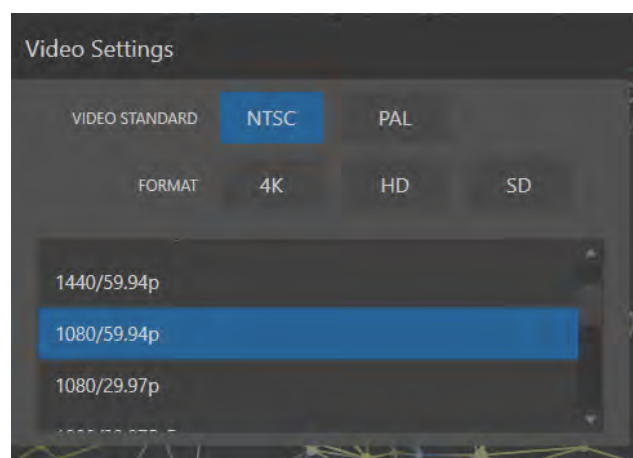 Video Settings
VIDEO STANDARD NTSC PAL
FORMAT 4K HD SD
1440/59.94p
1080/59.94p
1080/29.97p